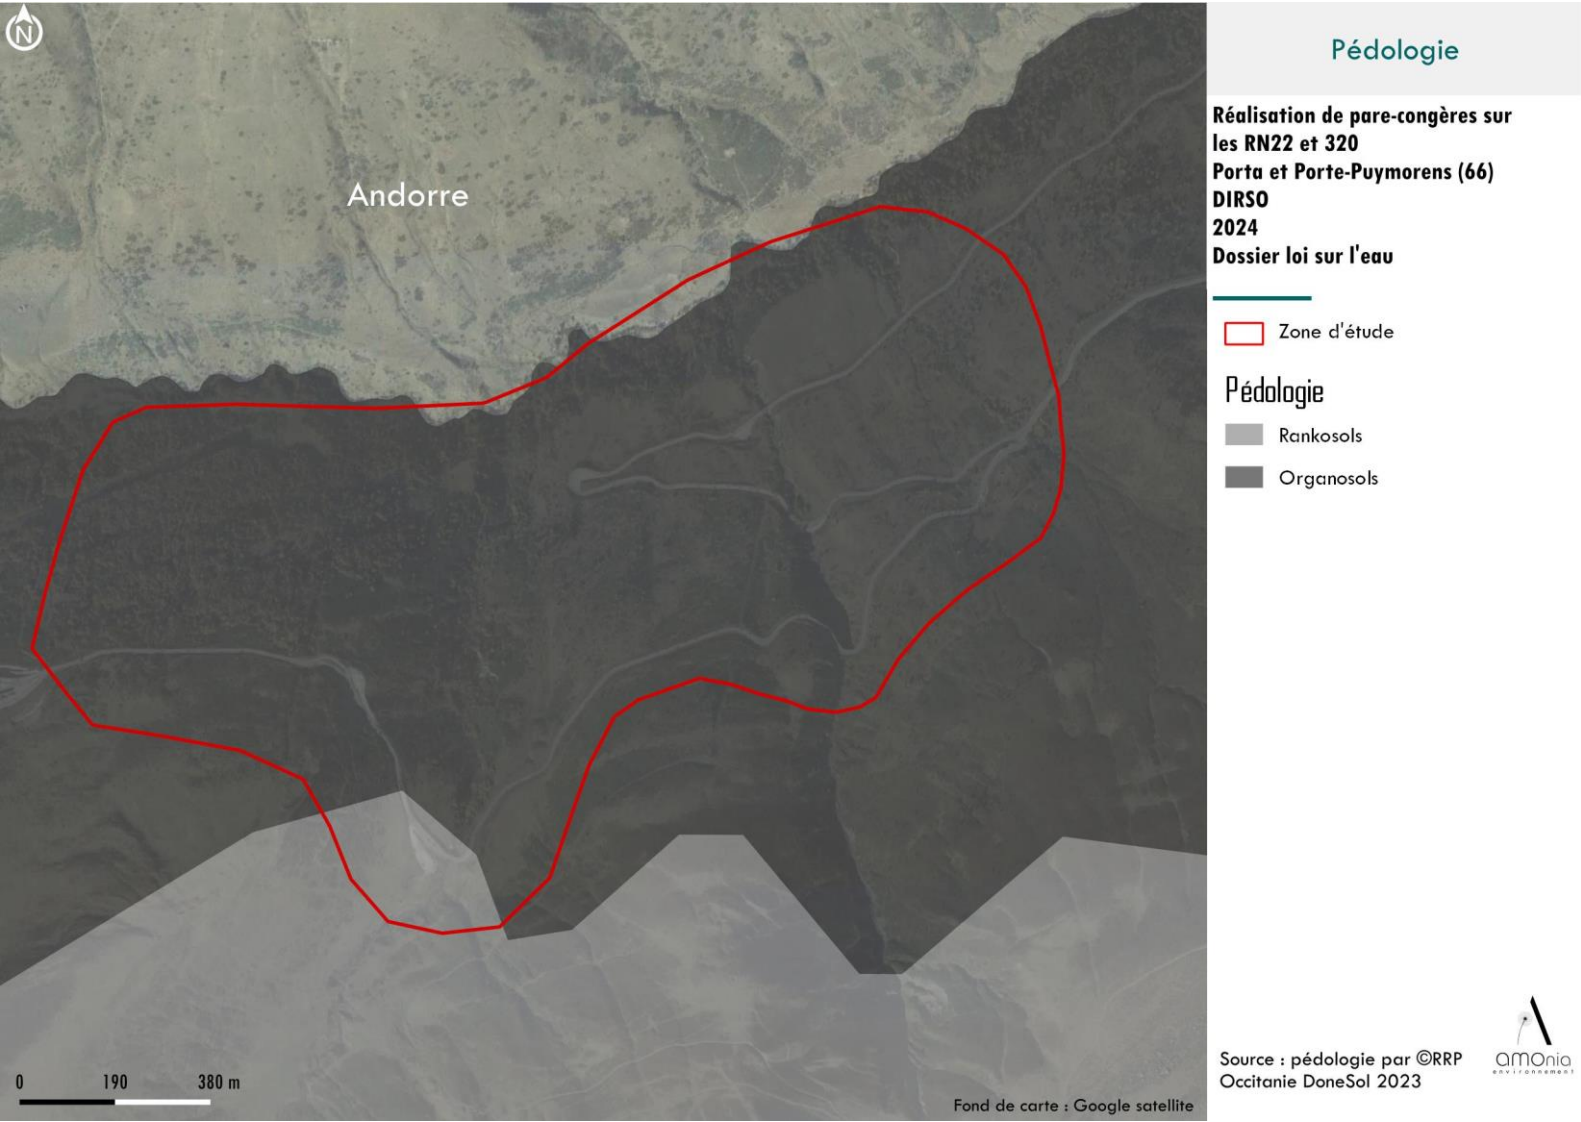 N
Andorre
0 190 380 m
Fond de carte : Google satellite
Pédologie
Réalisation de pare-congères sur
les RN22 et 320
Porta et Porte-Puymorens (66)
DIRSO
2024
Dossier loi sur l'eau
Zone d'étude
Pédologie
Rankosols
Organosols
Source : pédologie par ©RRP
Occitanie DoneSol 2023
amonia
environnement